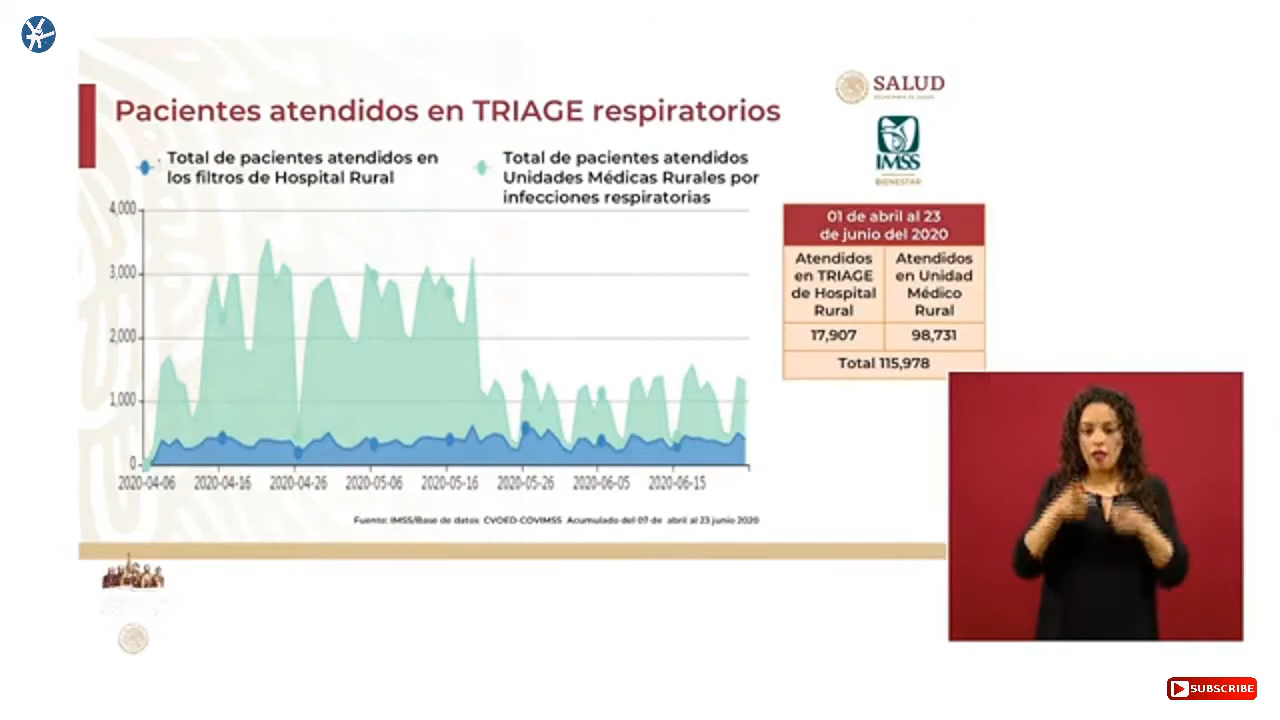 Pacientes atendidos en TRIAGE respiratorios
Total de pacientes atendidos en
los filtros de Hospital Rural
Total de pacientes atendidos
Unidades Médicas Rurales por
infecciones respiratorias
4,000
3,000
2,000
1,000
0
2020-04-06 2020-04-16 2020-04-26 2020-05-06 2020-05-16 2020-05-26 2020-06-05 2020-06-15
Fuente: IMSS/Base de datos CVOED-COVIMSS Acumulado del 07 de abril al 23 junio 2020
SALUD
SECRETARÍA DE SALUD
IMSS
BIENESTAR
01 de abril al 23
de junio del 2020
Atendidos
en TRIAGE
de Hospital
Rural
Atendidos
en Unidad
Médico
Rural
17,907
98,731
Total 115,978
SUBSCRIBE